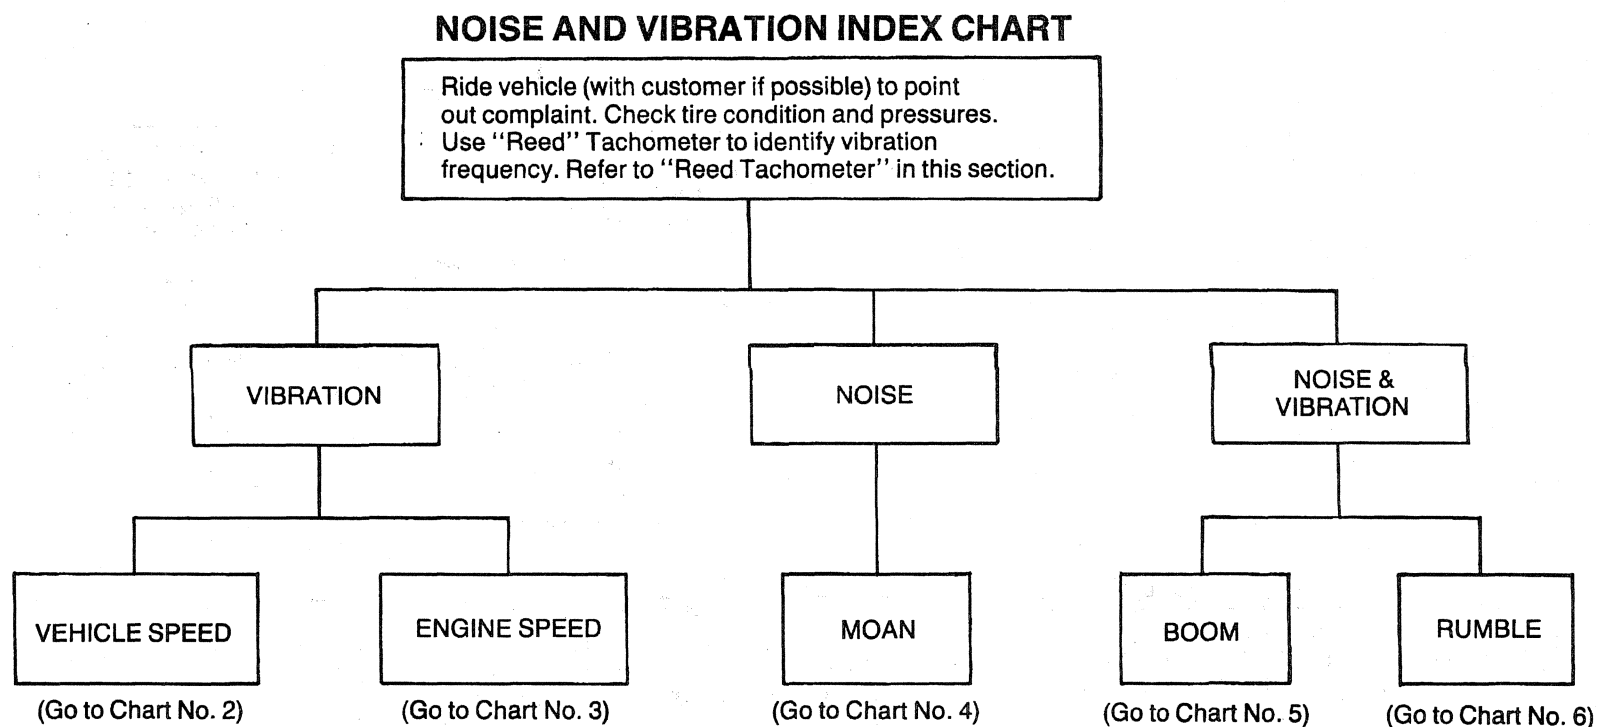 NOISE AND VIBRATION INDEX CHART
Ride vehicle (with customer if possible) to point
out complaint. Check tire condition and pressures.
Use “Reed” Tachometer to identify vibration
frequency. Refer to “Reed Tachometer” in this section.
VIBRATION
NOISE
NOISE &
VIBRATION
VEHICLE SPEED
ENGINE SPEED
MOAN
BOOM
RUMBLE
(Go to Chart No. 2)
(Go to Chart No. 3)
(Go to Chart No. 4)
(Go to Chart No. 5)
(Go to Chart No. 6)